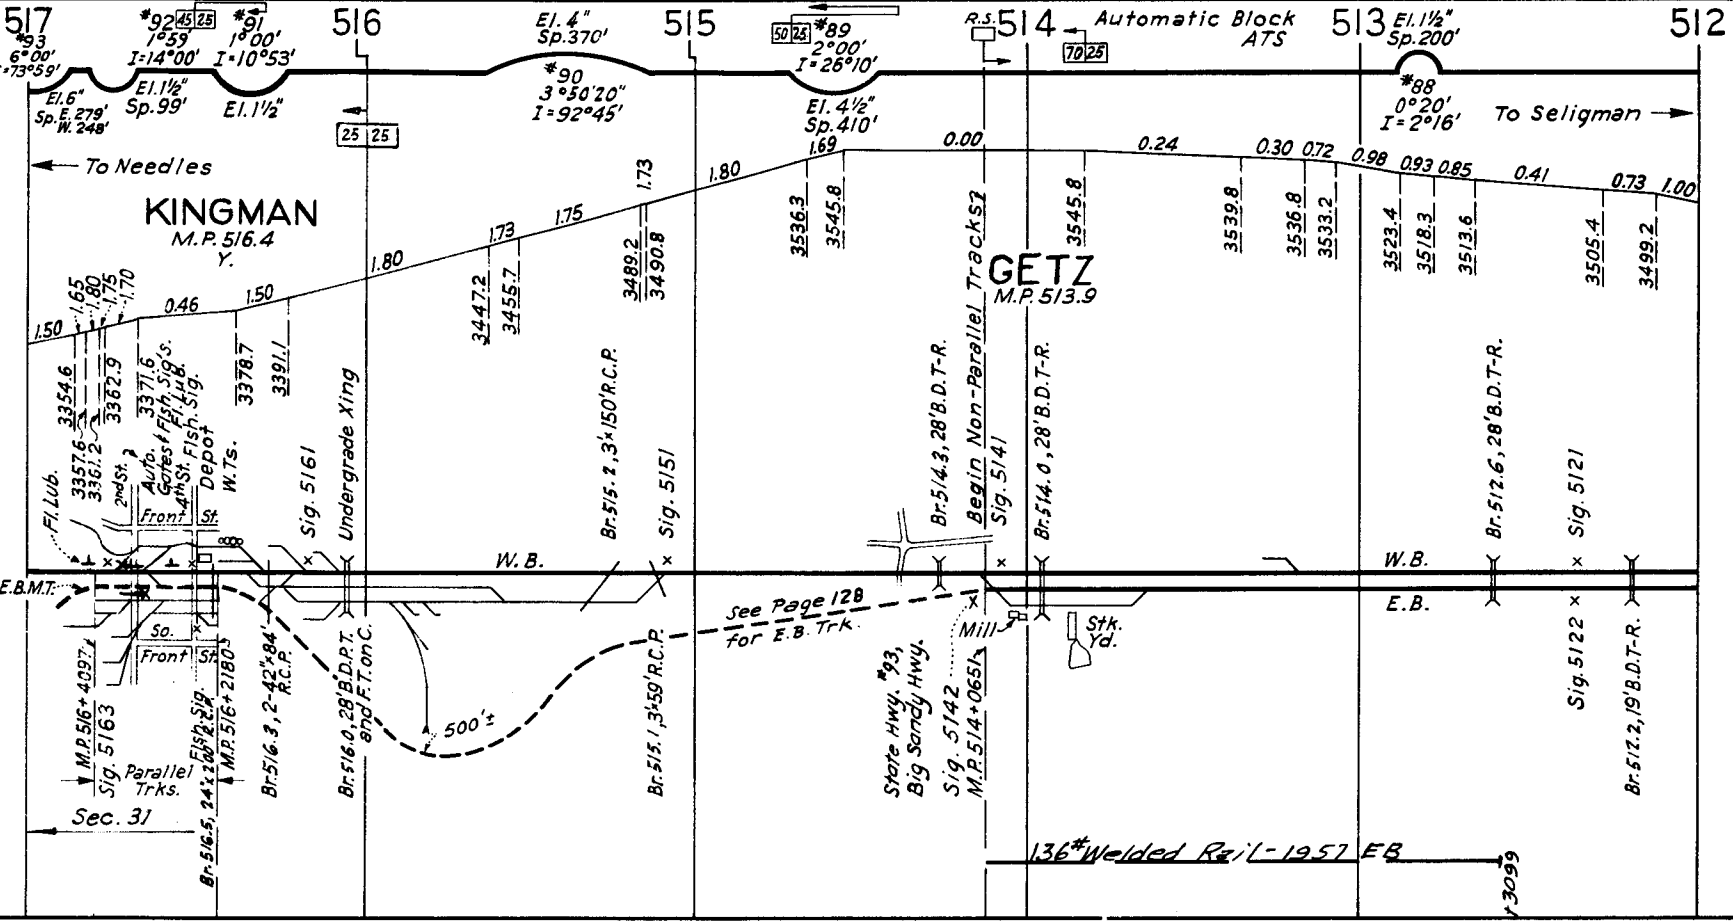 517
516
515
514
513
512
#93
6°00'
I=73°59'
El.6"
Sp. E. 279'
W. 248'
#92
1°59'
I=14°00'
El.1½"
Sp.99'
45 25
#91
1°00'
I=10°53'
El.1½"
25 25
El. 4"
Sp.370'
#90
3°50'20"
I=92°45'
50 25
#89
2°00'
I=26°10'
El. 4½"
Sp.410'
R.S.
70 25
Automatic Block
ATS
El.1½"
Sp.200'
#88
0°20'
I=2°16'
To Seligman
To Needles
KINGMAN
M.P. 516.4
Y.
GETZ
M.P. 513.9
1.50
1.65
1.80
1.75
1.70
0.46
1.50
1.80
1.73
1.75
1.73
1.80
1.69
0.00
0.24
0.30
0.72
0.98
0.93
0.85
0.41
0.73
1.00
3354.6
3357.6
3361.2
3362.9
3371.6
3378.7
3391.1
3447.2
3455.7
3489.2
3490.8
3536.3
3545.8
3545.8
3539.8
3536.8
3533.2
3523.4
3518.3
3513.6
3505.4
3499.2
Fl. Lub.
2nd St.
Auto.
Gates & Flsh. Sig's.
4th St. Flsh. Sig.
Fl. Lub.
Depot
W.Ts.
Sig. 5161
Undergrade Xing
Br.515.2, 3'x150' R.C.P.
Sig. 5151
Br.514.3, 28' B.D.T-R.
Begin Non-Parallel Tracks
Sig. 5141
Br.514.0, 28' B.D.T-R.
Br.512.6, 28' B.D.T-R.
Sig. 5121
Front St.
W.B.
W.B.
E.B.M.T.
E.B.
So.
Front St.
See Page 128
for E.B. Trk.
Mill
Stk.
Yd.
500'±
M.P. 516+4097
Sig. 5163
Parallel
Trks.
Flsh. Sig.
Br.516.5, 24"x200' R.C.P.
M.P. 516+2180
Br.516.3, 2-42"x84'
R.C.P.
Br.516.0, 28' B.D.P.T.
and F.T. on C.
Br.515.1, 3'x59' R.C.P.
State Hwy. #93,
Big Sandy Hwy.
Sig. 5142
M.P. 514+0651
Sig. 5122
Br.512.2, 19' B.D.T-R.
Sec. 31
136# Welded Rail-1957 EB
+3099